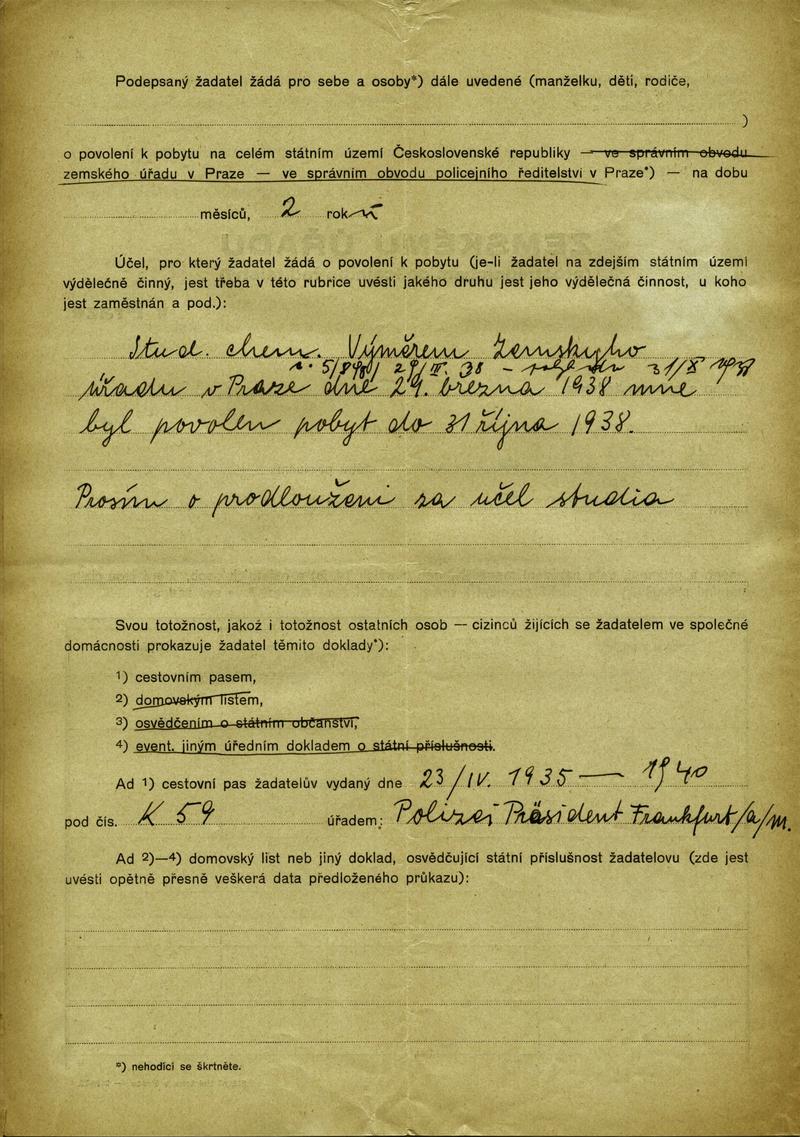 Podepsaný žadatel žádá pro sebe a osoby*) dále uvedené (manželku, děti, rodiče,
)
o povolení k pobytu na celém státním území Československé republiky — ve správním obvodu
zemského úřadu v Praze — ve správním obvodu policejního ředitelství v Praze*) — na dobu
měsíců, 2 rok
Účel, pro který žadatel žádá o povolení k pobytu (je-li žadatel na zdejším státním území
výdělečně činný, jest třeba v této rubrice uvésti jakého druhu jest jeho výdělečná činnost, u koho
jest zaměstnán a pod.):
Stud. chem. Výměrem Zemského
29/III. 38 – 31/X 1938
úřadu v Praze dne 29. března 1938 mně
byl povolen pobyt do 31 října 1938.
Prosím o prodloužení za účel studia
Svou totožnost, jakož i totožnost ostatních osob — cizinců žijících se žadatelem ve společné
domácnosti prokazuje žadatel těmito doklady*):
1) cestovním pasem,
2) domovským listem,
3) osvědčením o státním občanství,
4) event. jiným úředním dokladem o státní příslušnosti.
Ad 1) cestovní pas žadatelův vydaný dne 23/IV. 1935 — 1940
pod čís. K 59 úřadem: Polizei Präsident Frankfurt/a/M.
Ad 2)—4) domovský list neb jiný doklad, osvědčující státní příslušnost žadatelovu (zde jest
uvésti opětně přesně veškerá data předloženého průkazu):
*) nehodící se škrtněte.